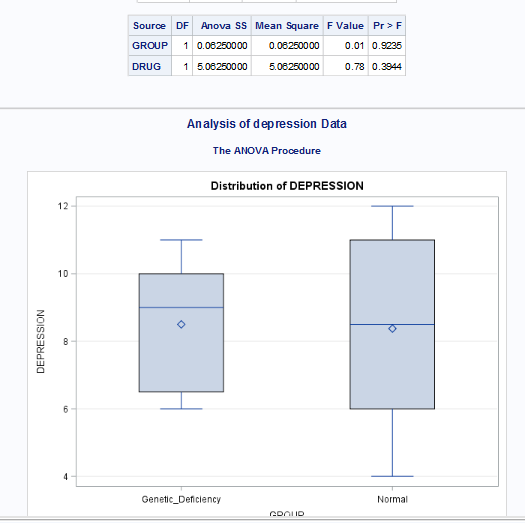 Source DF Anova SS Mean Square F Value Pr > F
GROUP 1 0.06250000 0.06250000 0.01 0.9235
DRUG 1 5.06250000 5.06250000 0.78 0.3944
Analysis of depression Data
The ANOVA Procedure
Distribution of DEPRESSION
12
10
8
6
4
DEPRESSION
Genetic_Deficiency Normal
GROUP